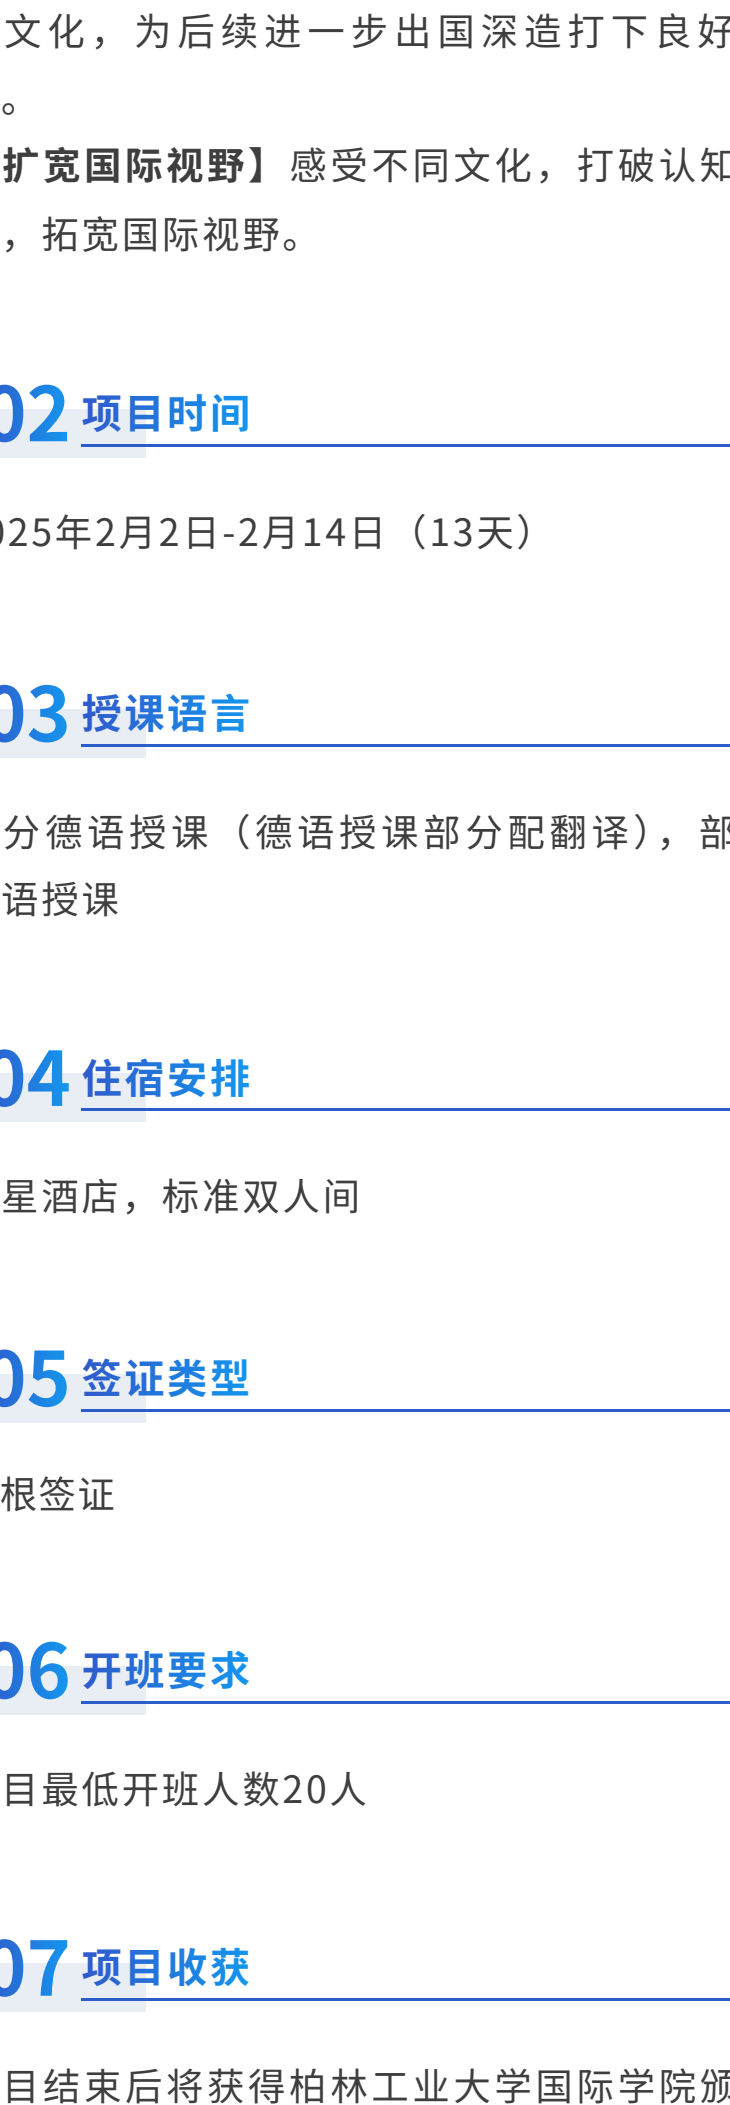 文化，为后续进一步出国深造打下良好
。
扩宽国际视野】感受不同文化，打破认知
，拓宽国际视野。
02 项目时间
025年2月2日-2月14日（13天）
03 授课语言
分德语授课（德语授课部分配翻译），部
语授课
04 住宿安排
星酒店，标准双人间
05 签证类型
根签证
06 开班要求
目最低开班人数20人
07 项目收获
目结束后将获得柏林工业大学国际学院颁